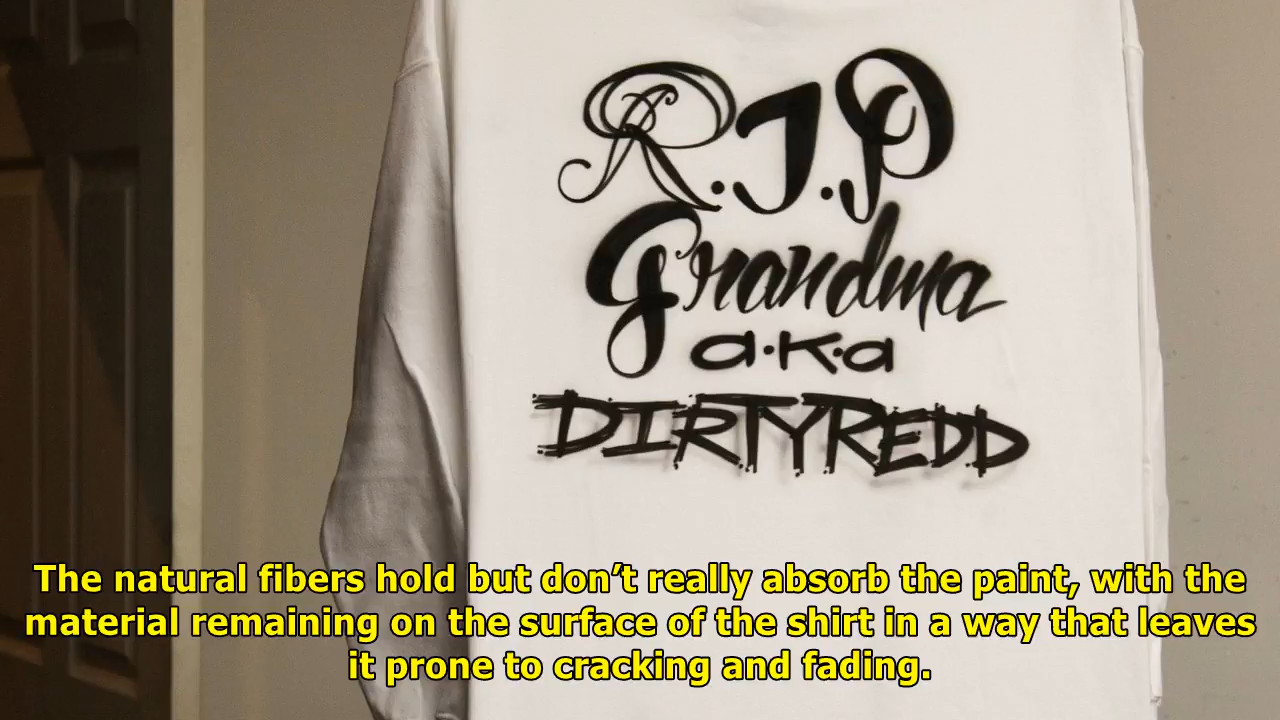 R.I.P
Grandma
a.k.a
DIRTYREDD
The natural fibers hold but don’t really absorb the paint, with the
material remaining on the surface of the shirt in a way that leaves
it prone to cracking and fading.